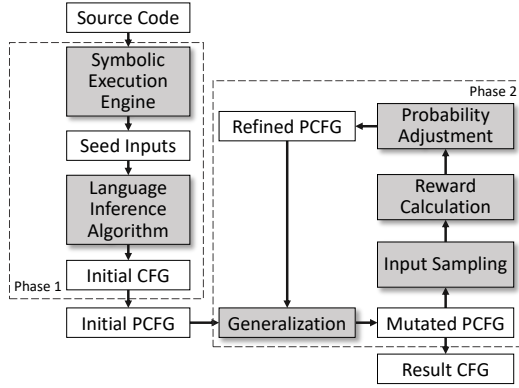 Source Code
Symbolic
Execution
Engine
Seed Inputs
Language
Inference
Algorithm
Phase 1
Initial CFG
Initial PCFG
Phase 2
Refined PCFG
Probability
Adjustment
Reward
Calculation
Input Sampling
Generalization
Mutated PCFG
Result CFG